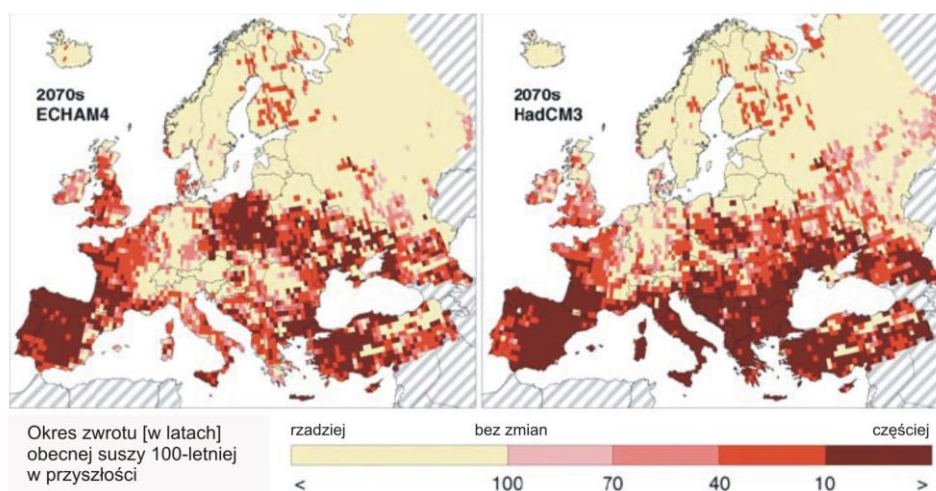 2070s
ECHAM4
2070s
HadCM3
Okres zwrotu [w latach]
obecnej suszy 100-letniej
w przyszłości
rzadziej bez zmian częściej
< 100 70 40 10 >